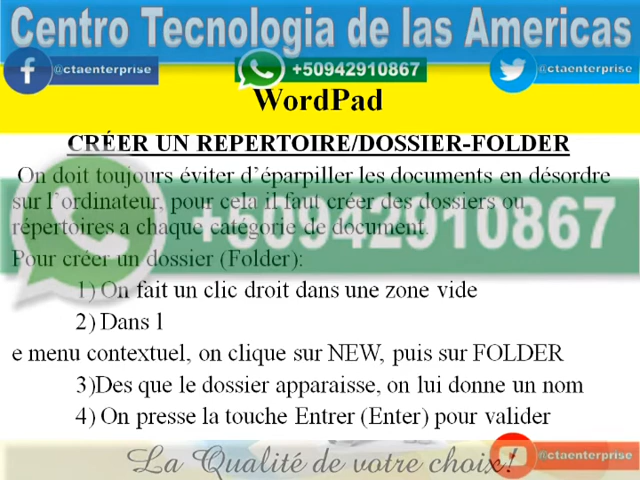 Centro Tecnologia de las Americas
@ctaenterprise
+50942910867
@ctaenterprise
WordPad
CRÉER UN REPERTOIRE/DOSSIER-FOLDER
On doit toujours éviter d’éparpiller les documents en désordre
sur l’ordinateur, pour cela il faut créer des dossiers ou
répertoires a chaque catégorie de document.
+50942910867
Pour créer un dossier (Folder):
1) On fait un clic droit dans une zone vide
2) Dans l
e menu contextuel, on clique sur NEW, puis sur FOLDER
3)Des que le dossier apparaisse, on lui donne un nom
4) On presse la touche Entrer (Enter) pour valider
La Qualité de votre choix!
@ctaenterprise